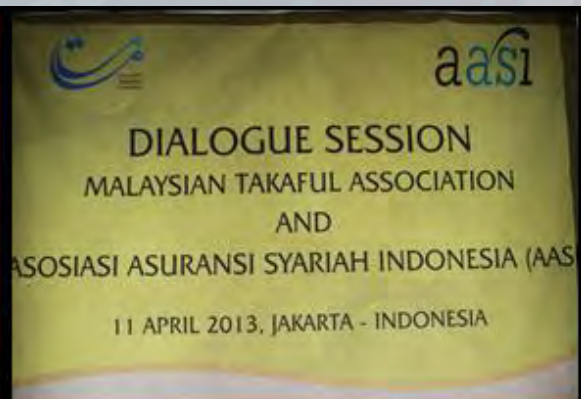 aasi
DIALOGUE SESSION
MALAYSIAN TAKAFUL ASSOCIATION
AND
ASOSIASI ASURANSI SYARIAH INDONESIA (AAS
11 APRIL 2013, JAKARTA - INDONESIA